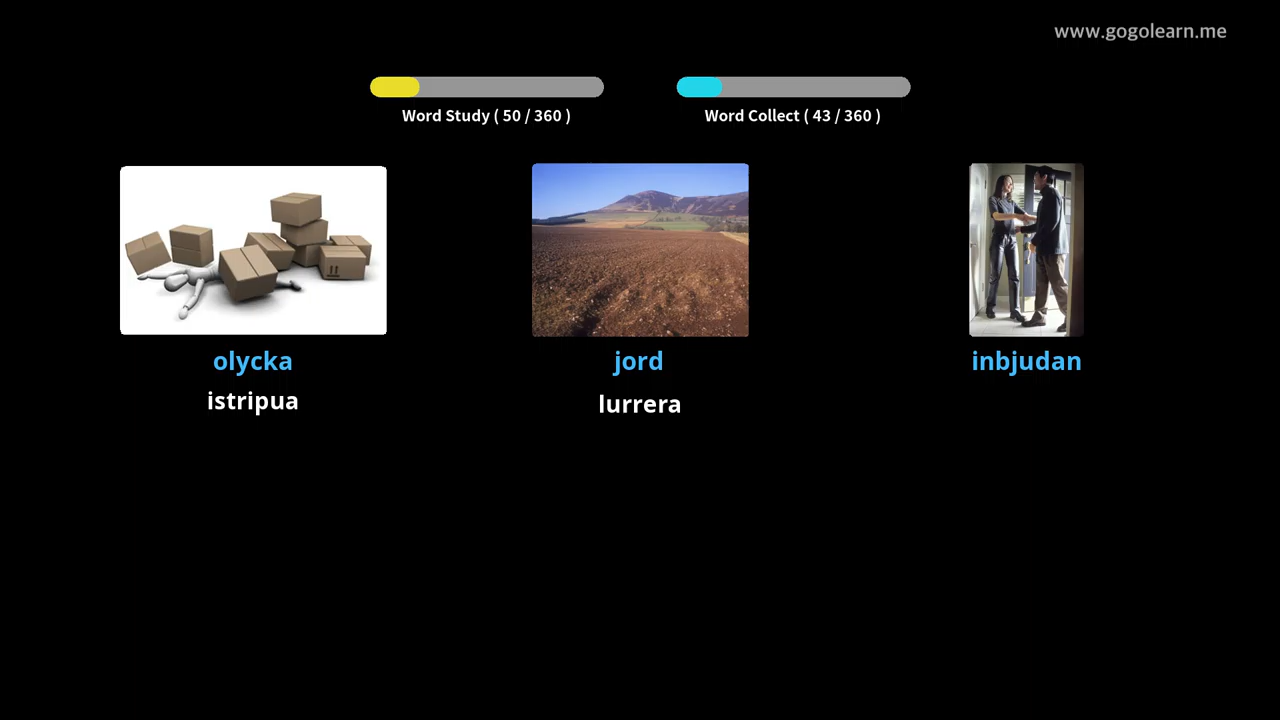 www.gogolearn.me
Word Study ( 50 / 360 )
Word Collect ( 43 / 360 )
olycka
jord
inbjudan
istripua
lurrera